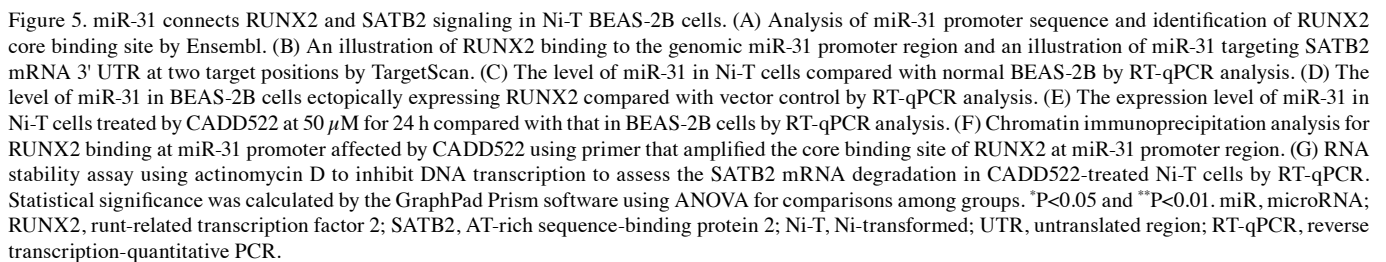 Figure 5. miR-31 connects RUNX2 and SATB2 signaling in Ni-T BEAS-2B cells. (A) Analysis of miR-31 promoter sequence and identification of RUNX2
core binding site by Ensembl. (B) An illustration of RUNX2 binding to the genomic miR-31 promoter region and an illustration of miR-31 targeting SATB2
mRNA 3' UTR at two target positions by TargetScan. (C) The level of miR-31 in Ni-T cells compared with normal BEAS-2B by RT-qPCR analysis. (D) The
level of miR-31 in BEAS-2B cells ectopically expressing RUNX2 compared with vector control by RT-qPCR analysis. (E) The expression level of miR-31 in
Ni-T cells treated by CADD522 at 50 µM for 24 h compared with that in BEAS-2B cells by RT-qPCR analysis. (F) Chromatin immunoprecipitation analysis for
RUNX2 binding at miR-31 promoter affected by CADD522 using primer that amplified the core binding site of RUNX2 at miR-31 promoter region. (G) RNA
stability assay using actinomycin D to inhibit DNA transcription to assess the SATB2 mRNA degradation in CADD522-treated Ni-T cells by RT-qPCR.
Statistical significance was calculated by the GraphPad Prism software using ANOVA for comparisons among groups. *P<0.05 and **P<0.01. miR, microRNA;
RUNX2, runt-related transcription factor 2; SATB2, AT-rich sequence-binding protein 2; Ni-T, Ni-transformed; UTR, untranslated region; RT-qPCR, reverse
transcription-quantitative PCR.